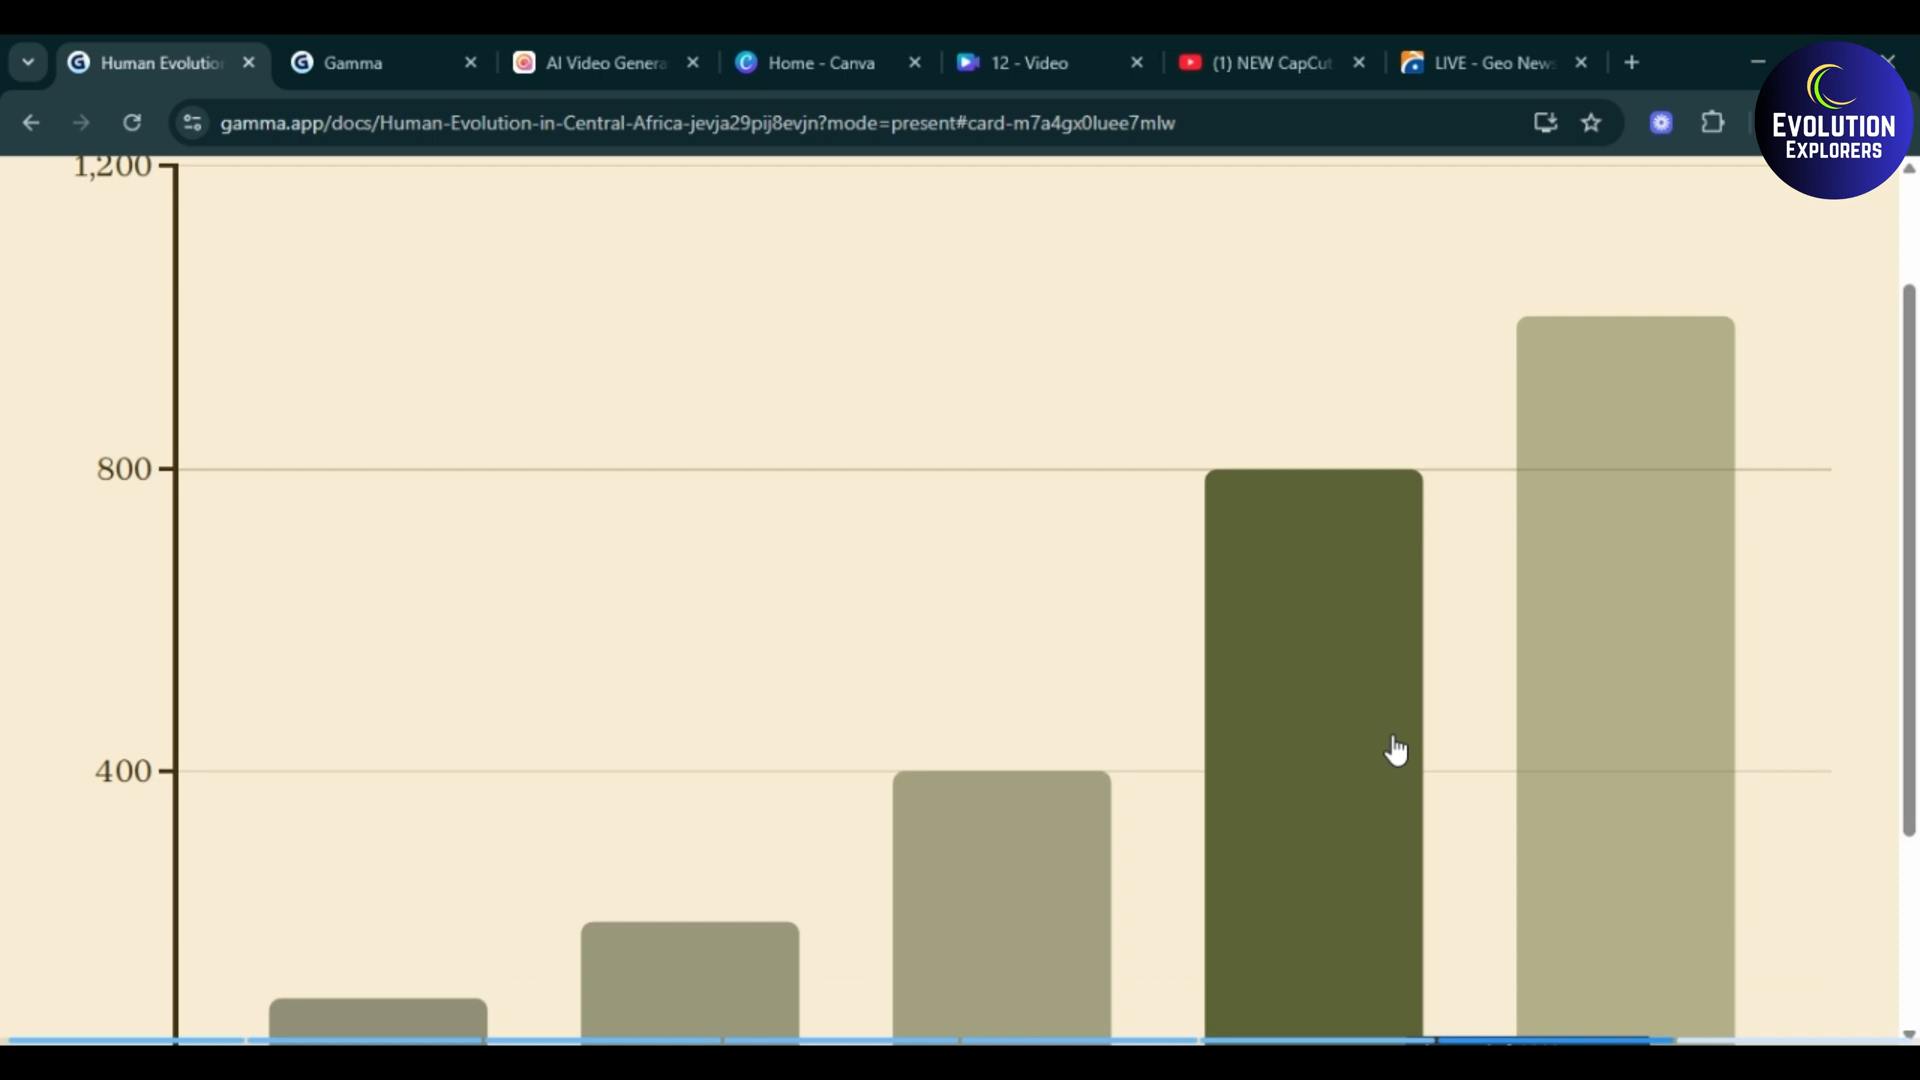 Human Evolutio
Gamma
AI Video Genera
Home - Canva
12 - Video
(1) NEW CapCut
LIVE - Geo News
gamma.app/docs/Human-Evolution-in-Central-Africa-jevja29pij8evjn?mode=present#card-m7a4gx0luee7mlw
EVOLUTION
EXPLORERS
1,200
800
400